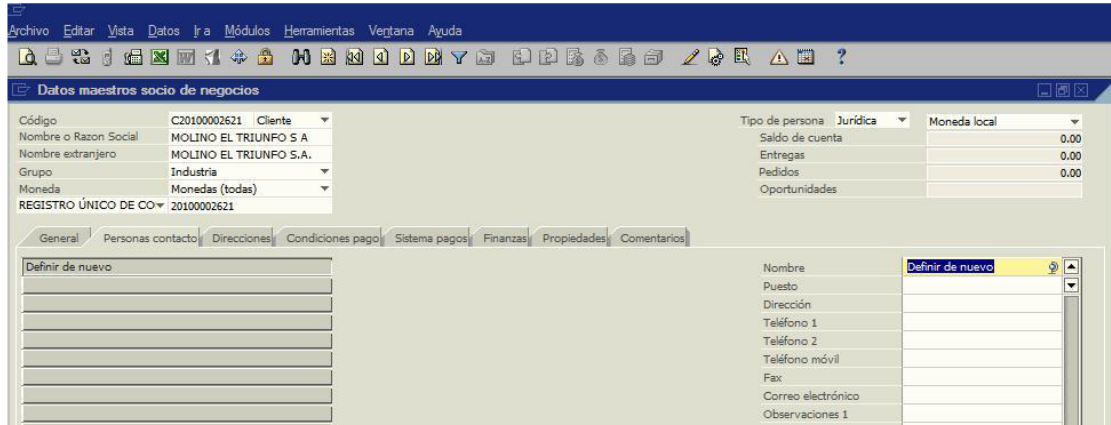 Archivo Editar Vista Datos Ir a Módulos Herramientas Ventana Ayuda
Datos maestros socio de negocios
Código C20100002621 Cliente
Nombre o Razon Social MOLINO EL TRIUNFO S A
Nombre extranjero MOLINO EL TRIUNFO S.A.
Grupo Industria
Moneda Monedas (todas)
REGISTRO ÚNICO DE CO 20100002621
Tipo de persona Jurídica Moneda local
Saldo de cuenta 0.00
Entregas 0.00
Pedidos 0.00
Oportunidades
General Personas contacto Direcciones Condiciones pago Sistema pagos Finanzas Propiedades Comentarios
Definir de nuevo
Nombre Definir de nuevo
Puesto
Dirección
Teléfono 1
Teléfono 2
Teléfono móvil
Fax
Correo electrónico
Observaciones 1